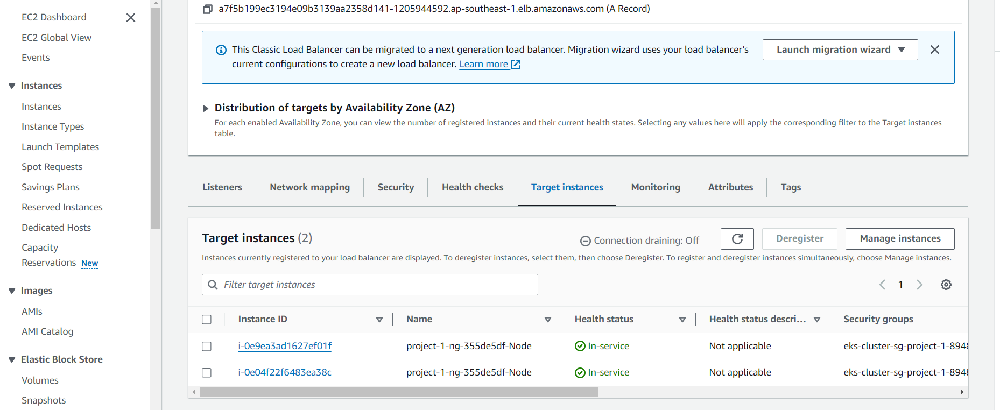 EC2 Dashboard
EC2 Global View
Events
Instances
Instances
Instance Types
Launch Templates
Spot Requests
Savings Plans
Reserved Instances
Dedicated Hosts
Capacity
Reservations New
Images
AMIs
AMI Catalog
Elastic Block Store
Volumes
Snapshots
a7f5b199ec3194e09b3139aa2358d141-1205944592.ap-southeast-1.elb.amazonaws.com (A Record)
This Classic Load Balancer can be migrated to a next generation load balancer. Migration wizard uses your load balancer's
current configurations to create a new load balancer. Learn more
Launch migration wizard
Distribution of targets by Availability Zone (AZ)
For each enabled Availability Zone, you can view the number of registered instances and their current health states. Selecting any values here will apply the corresponding filter to the Target instances
table.
Listeners Network mapping Security Health checks Target instances Monitoring Attributes Tags
Target instances (2)
Connection draining: Off
Deregister
Manage instances
Instances currently registered to your load balancer are displayed. To deregister instances, select them, then choose Deregister. To register and deregister instances simultaneously, choose Manage instances.
Filter target instances
1
Instance ID Name Health status Health status descri... Security groups
i-0e9ea3ad1627ef01f project-1-ng-355de5df-Node In-service Not applicable eks-cluster-sg-project-1-8948
i-0e04f22f6483ea38c project-1-ng-355de5df-Node In-service Not applicable eks-cluster-sg-project-1-8948